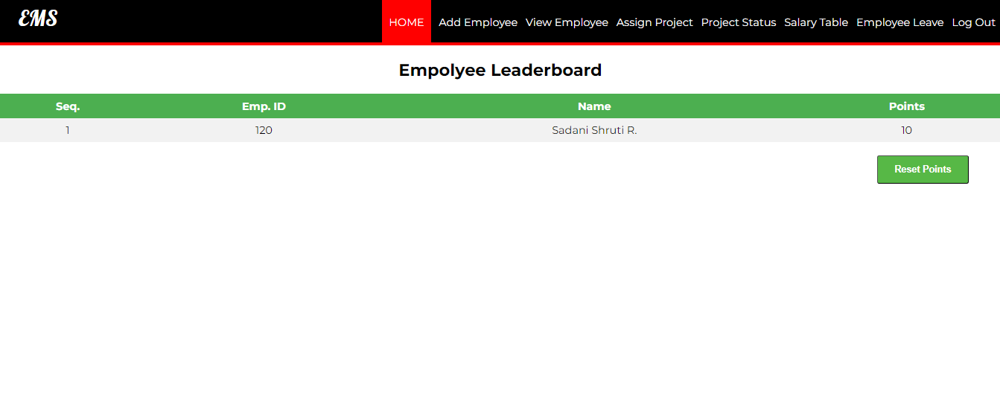 EMS
HOME Add Employee View Employee Assign Project Project Status Salary Table Employee Leave Log Out
Empolyee Leaderboard
Seq. Emp. ID Name Points
1 120 Sadani Shruti R. 10
Reset Points